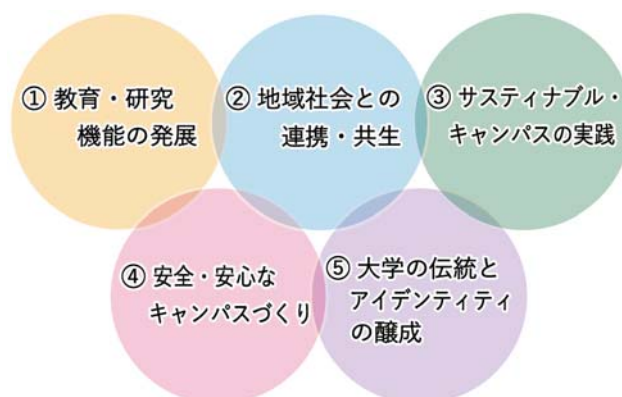 ① 教育・研究
機能の発展
② 地域社会との
連携・共生
③ サスティナブル・
キャンパスの実践
④ 安全・安心な
キャンパスづくり
⑤ 大学の伝統と
アイデンティティ
の醸成